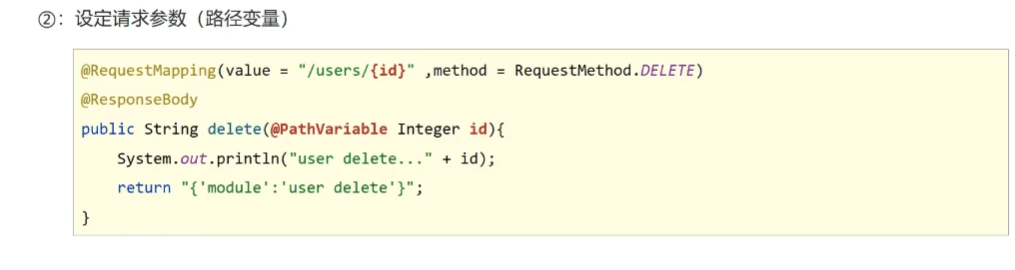 ②：设定请求参数（路径变量）
@RequestMapping(value = "/users/{id}" ,method = RequestMethod.DELETE)
@ResponseBody
public String delete(@PathVariable Integer id){
    System.out.println("user delete..." + id);
    return "{'module':'user delete'}";
}